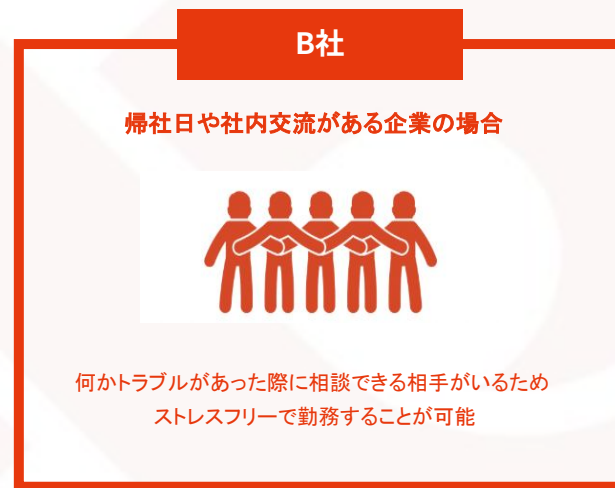 B社
帰社日や社内交流がある企業の場合
何かトラブルがあった際に相談できる相手がいるため
ストレスフリーで勤務することが可能